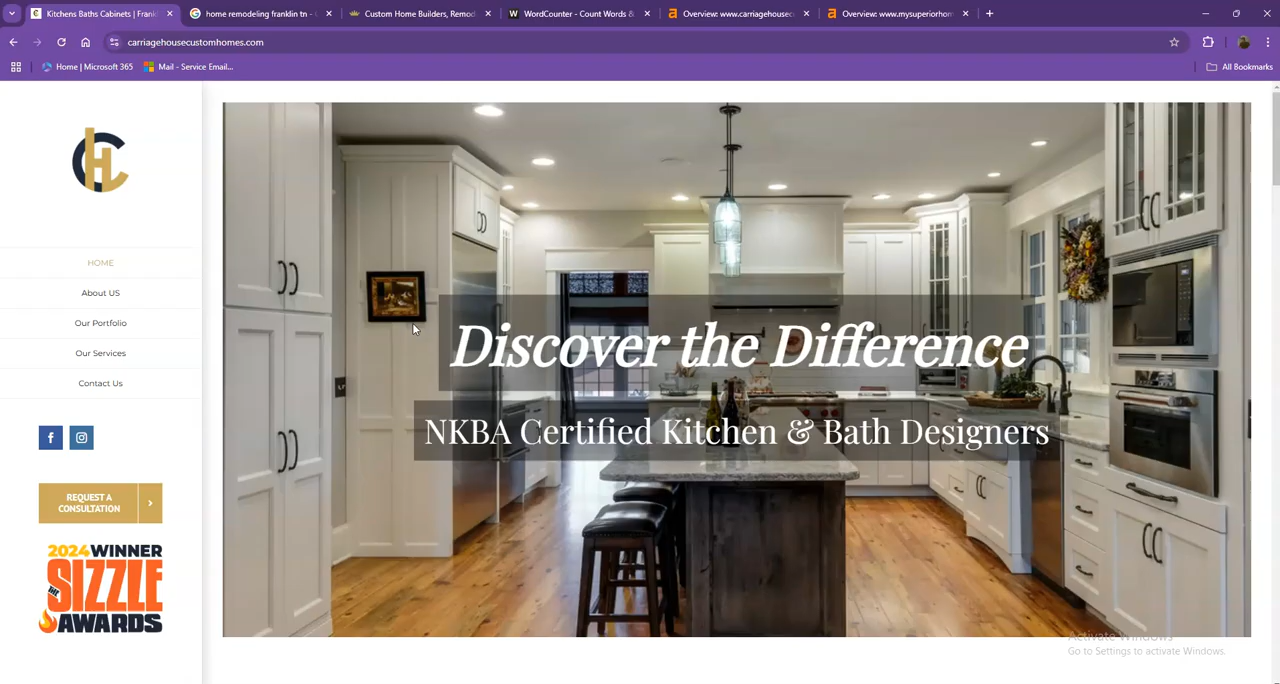 Kitchens Baths Cabinets | Frank
home remodeling franklin tn - G
Custom Home Builders, Remod
WordCounter - Count Words &
Overview: www.carriagehousec
Overview: www.mysuperiorhom
carriagehousecustomhomes.com
Home | Microsoft 365
Mail - Service Email...
All Bookmarks
HOME
About US
Our Portfolio
Our Services
Contact Us
REQUEST A
CONSULTATION
2024 WINNER
THE SIZZLE
AWARDS
Discover the Difference
NKBA Certified Kitchen & Bath Designers
Activate Windows
Go to Settings to activate Windows.